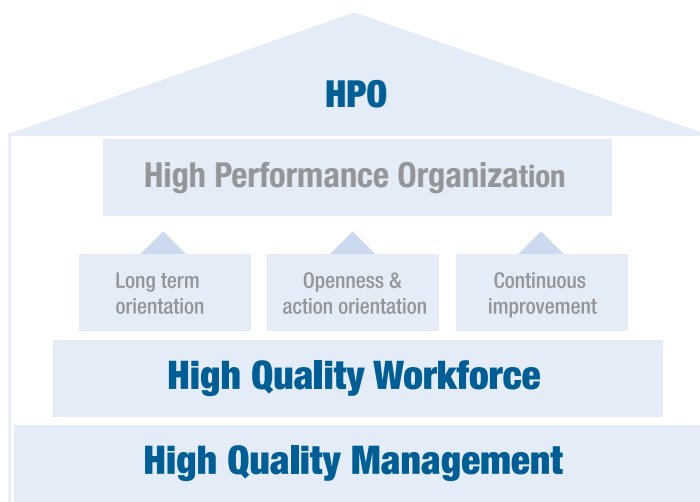 HPO
High Performance Organization
Long term
orientation
Openness &
action orientation
Continuous
improvement
High Quality Workforce
High Quality Management